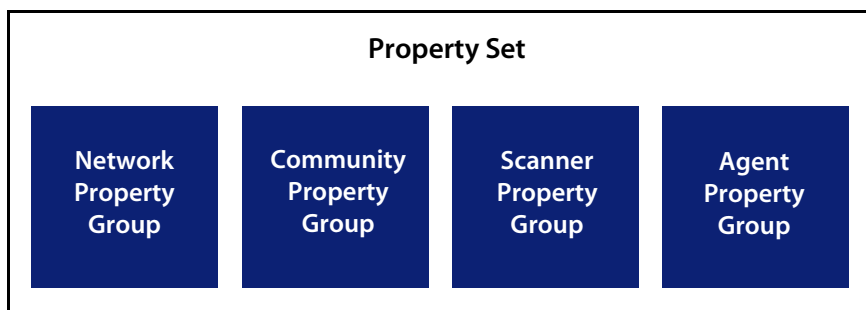 Property Set
Network
Property
Group
Community
Property
Group
Scanner
Property
Group
Agent
Property
Group